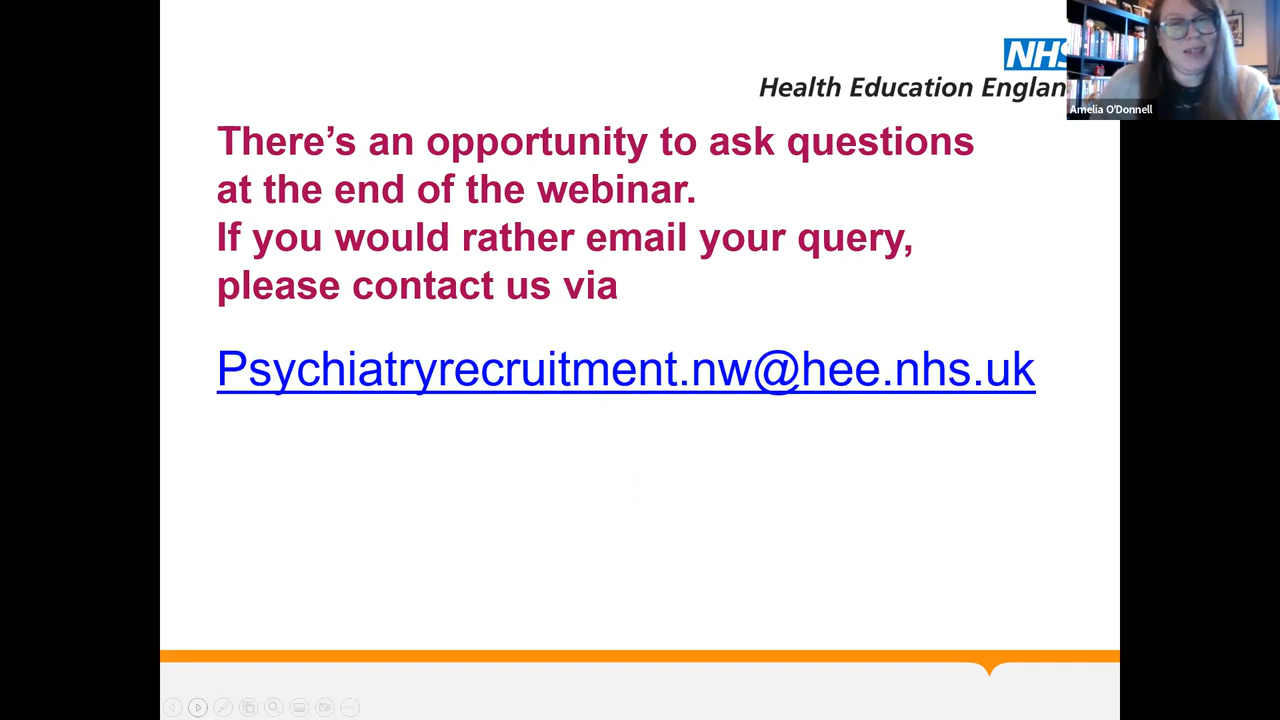 NHS
Health Education Englan
Amelia O'Donnell
There's an opportunity to ask questions
at the end of the webinar.
If you would rather email your query,
please contact us via
Psychiatryrecruitment.nw@hee.nhs.uk